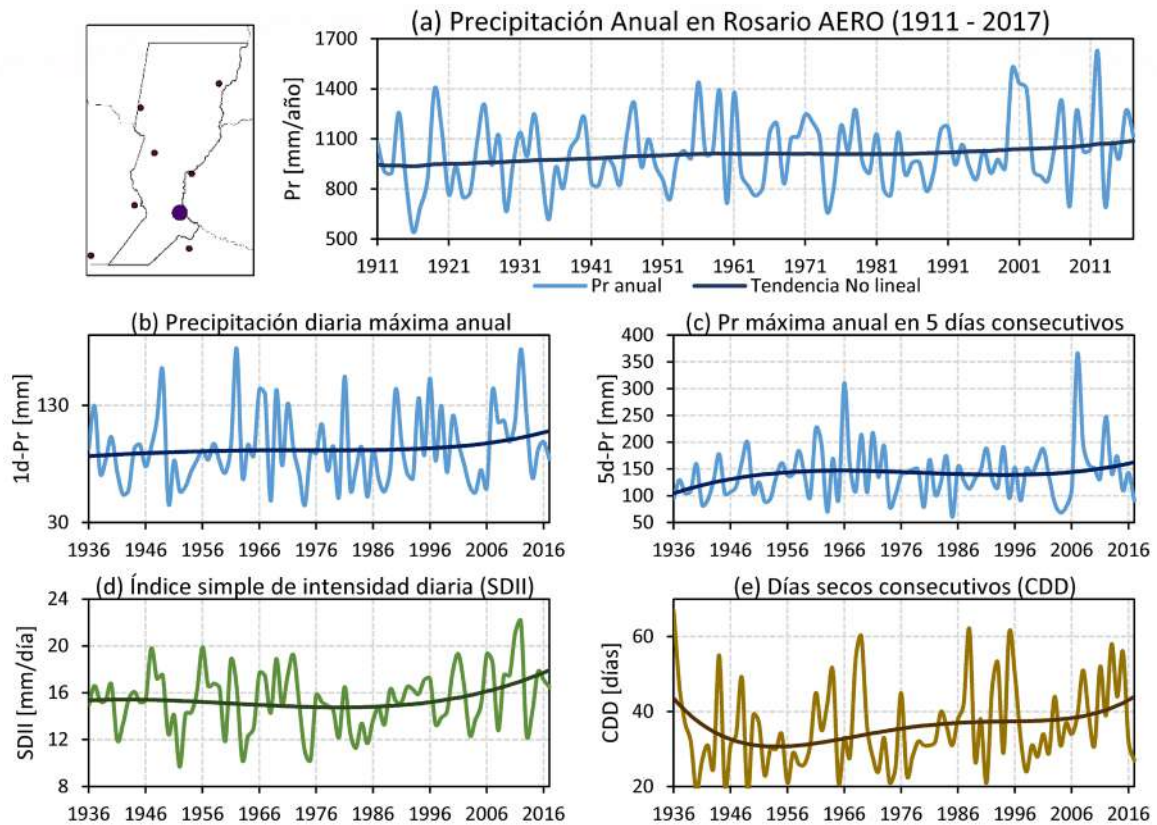 (a) Precipitación Anual en Rosario AERO (1911 - 2017)
Pr [mm/año]
1700
1400
1100
800
500
1911 1921 1931 1941 1951 1961 1971 1981 1991 2001 2011
Pr anual Tendencia No lineal
(b) Precipitación diaria máxima anual
1d-Pr [mm]
130
30
1936 1946 1956 1966 1976 1986 1996 2006 2016
(c) Pr máxima anual en 5 días consecutivos
5d-Pr [mm]
400
350
300
250
200
150
100
50
1936 1946 1956 1966 1976 1986 1996 2006 2016
(d) Índice simple de intensidad diaria (SDII)
SDII [mm/día]
24
20
16
12
8
1936 1946 1956 1966 1976 1986 1996 2006 2016
(e) Días secos consecutivos (CDD)
CDD [días]
60
40
20
1936 1946 1956 1966 1976 1986 1996 2006 2016